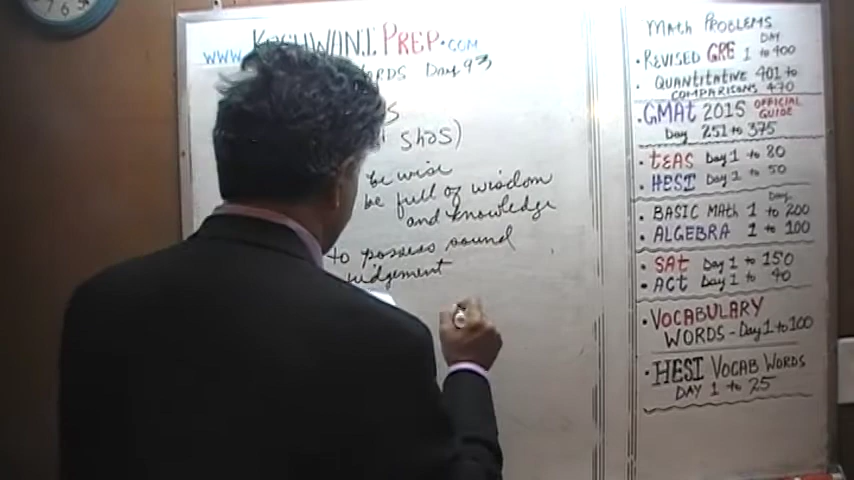 KESHWANI PREP.COM
WWW.
WORDS Day 93
shəs)
be wise
be full of wisdom
and knowledge
to possess sound
judgement
Math PROBLEMS
DAY
• REVISED GRE 1 to 400
• QUANTITATIVE 401 to
COMPARISONS 470
• GMAt 2015 OFFICIAL GUIDE
Day 251 to 375
• tEAS Day 1 to 80
• HESI Day 1 to 50
Day
• BASIC MAth 1 to 200
• ALGEBRA 1 to 100
• SAt Day 1 to 150
• ACt Day 1 to 40
• VOCABULARY
WORDS - Day 1 to 100
• HESI VOCAB WORDS
DAY 1 to 25